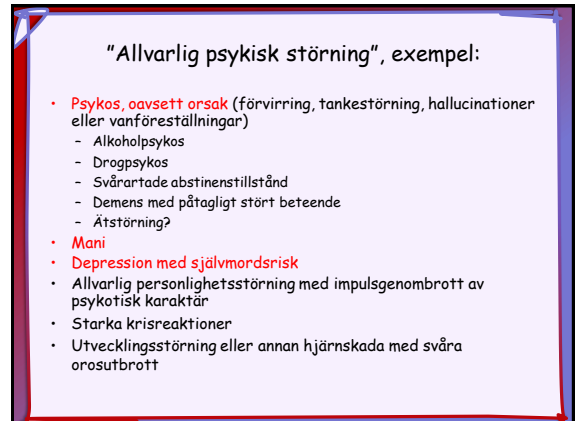 "Allvarlig psykisk störning", exempel:
• Psykos, oavsett orsak (förvirring, tankestörning, hallucinationer
eller vanföreställningar)
– Alkoholpsykos
– Drogpsykos
– Svårartade abstinenstillstånd
– Demens med påtagligt stört beteende
– Ätstörning?
• Mani
• Depression med självmordsrisk
• Allvarlig personlighetsstörning med impulsgenombrott av
psykotisk karaktär
• Starka krisreaktioner
• Utvecklingsstörning eller annan hjärnskada med svåra
orosutbrott